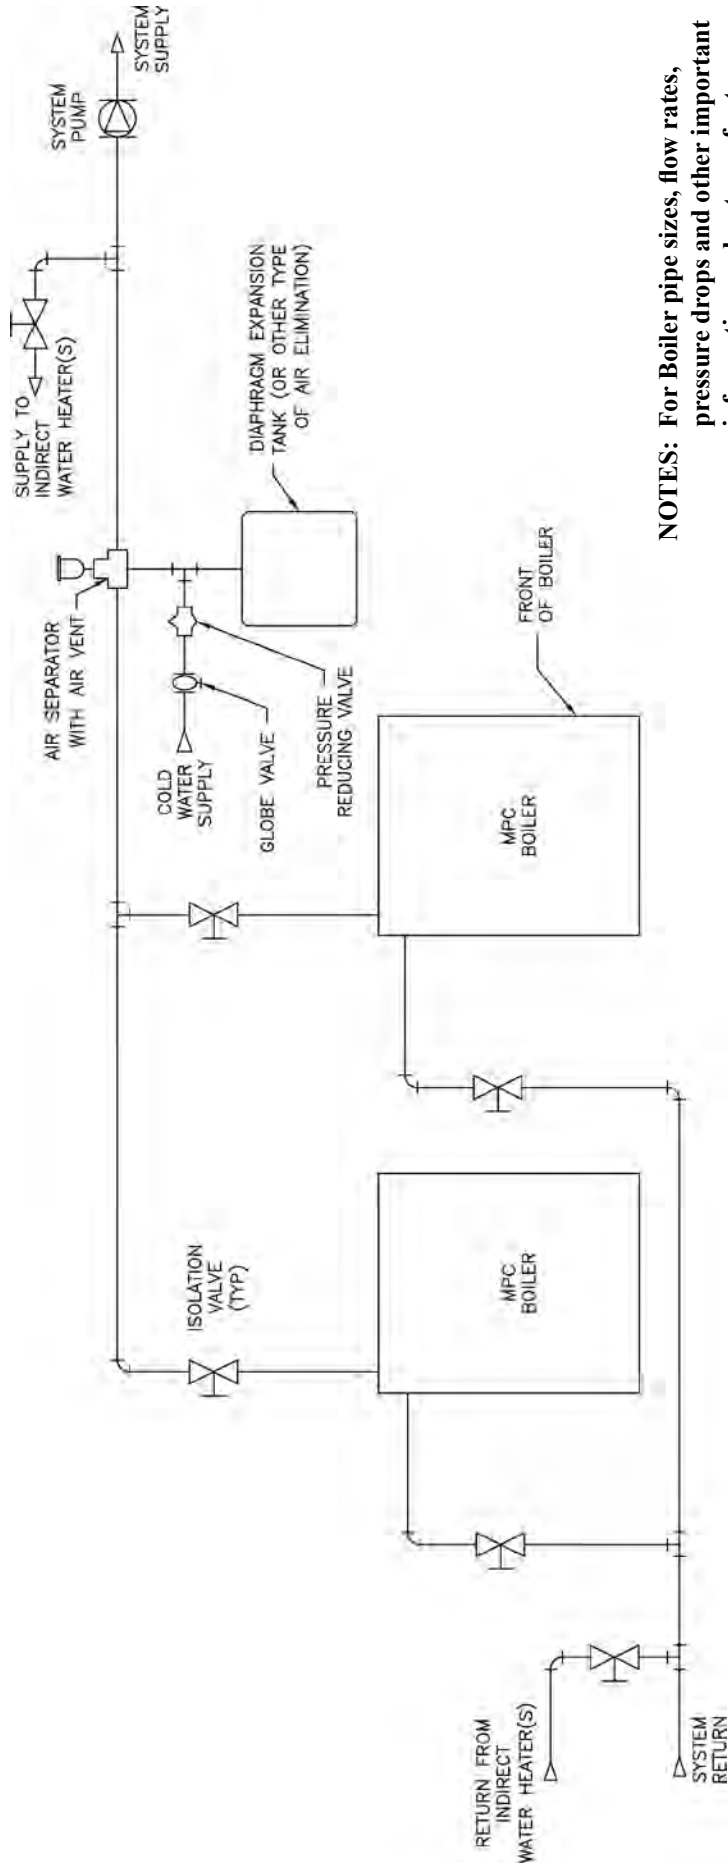 SYSTEM
SUPPLY
SYSTEM
PUMP
SUPPLY TO
INDIRECT
WATER HEATER(S)
AIR SEPARATOR
WITH AIR VENT
DIAPHRAGM EXPANSION
TANK (OR OTHER TYPE
OF AIR ELIMINATION)
COLD
WATER
SUPPLY
GLOBE VALVE
PRESSURE
REDUCING VALVE
FRONT
OF BOILER
MPC
BOILER
ISOLATION
VALVE
(TYP)
MPC
BOILER
RETURN FROM
INDIRECT
WATER HEATER(S)
SYSTEM
RETURN
NOTES: For Boiler pipe sizes, flow rates,
pressure drops and other important